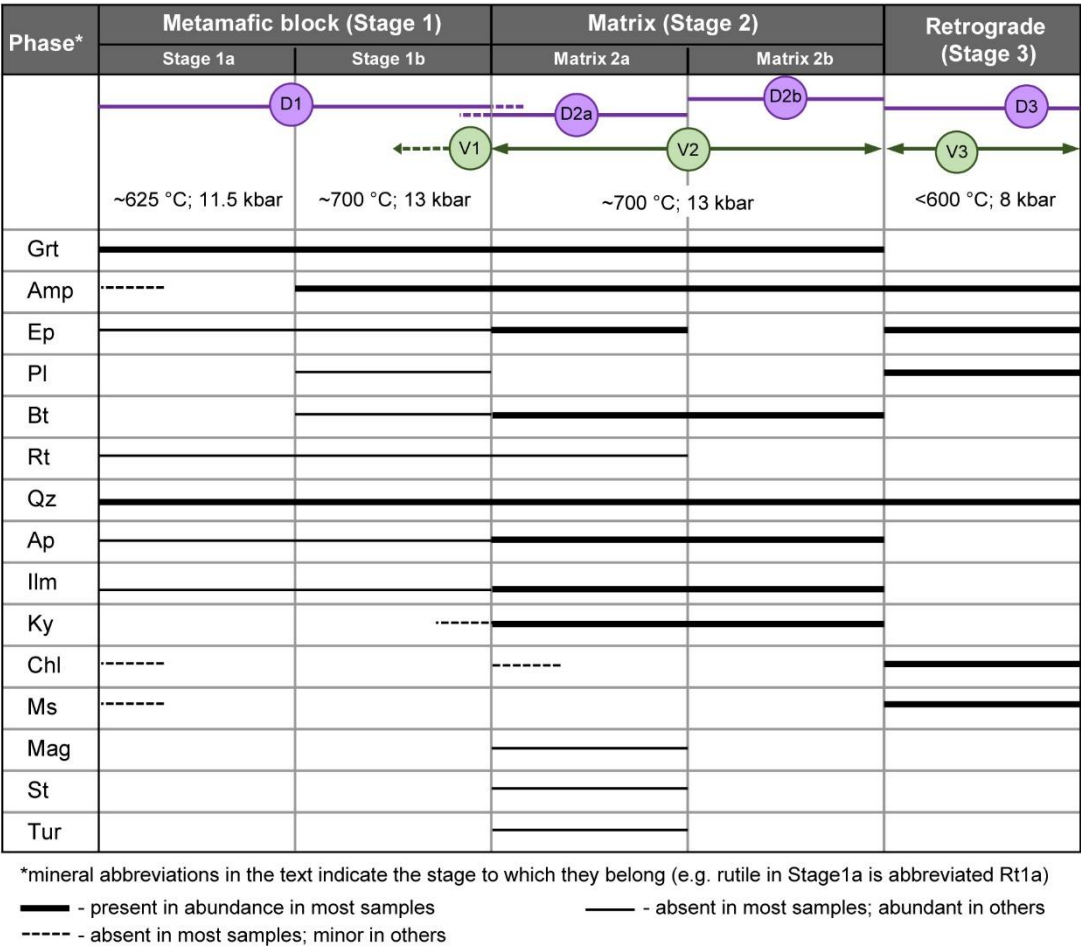 Phase*
Metamafic block (Stage 1)
Matrix (Stage 2)
Retrograde
(Stage 3)
Stage 1a
Stage 1b
Matrix 2a
Matrix 2b
D1
D2a
D2b
D3
V1
V2
V3
~625 °C; 11.5 kbar
~700 °C; 13 kbar
~700 °C; 13 kbar
<600 °C; 8 kbar
Grt
Amp
Ep
Pl
Bt
Rt
Qz
Ap
Ilm
Ky
Chl
Ms
Mag
St
Tur
*mineral abbreviations in the text indicate the stage to which they belong (e.g. rutile in Stage1a is abbreviated Rt1a)
- present in abundance in most samples
- absent in most samples; abundant in others
- absent in most samples; minor in others